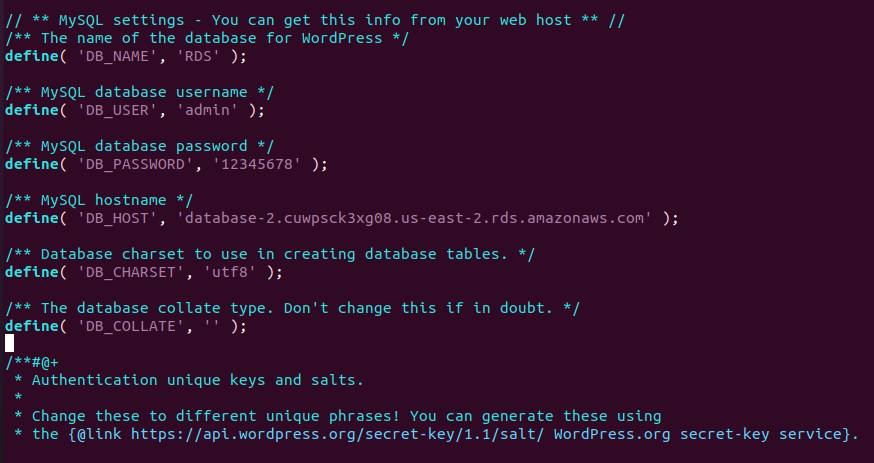 // ** MySQL settings - You can get this info from your web host ** //
/** The name of the database for WordPress */
define( 'DB_NAME', 'RDS' );
/** MySQL database username */
define( 'DB_USER', 'admin' );
/** MySQL database password */
define( 'DB_PASSWORD', '12345678' );
/** MySQL hostname */
define( 'DB_HOST', 'database-2.cuwpsck3xg08.us-east-2.rds.amazonaws.com' );
/** Database charset to use in creating database tables. */
define( 'DB_CHARSET', 'utf8' );
/** The database collate type. Don't change this if in doubt. */
define( 'DB_COLLATE', '' );
/**#@+
 * Authentication unique keys and salts.
 *
 * Change these to different unique phrases! You can generate these using
 * the {@link https://api.wordpress.org/secret-key/1.1/salt/ WordPress.org secret-key service}.